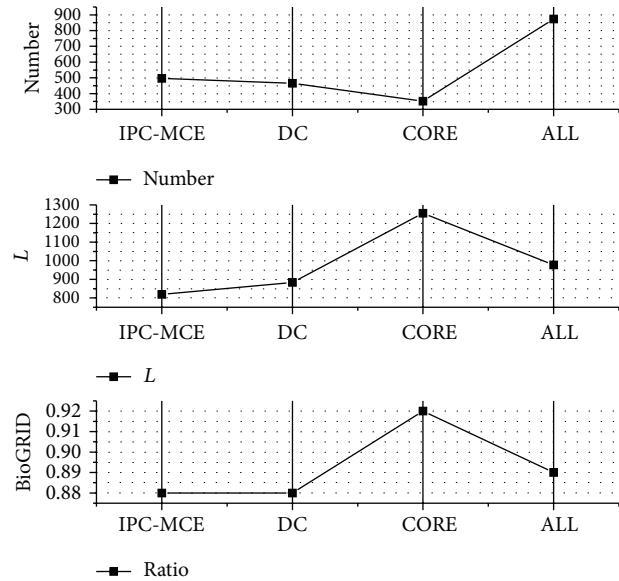 Number
900
800
700
600
500
400
300
IPC-MCE DC CORE ALL
Number
L
1300
1200
1100
1000
900
800
IPC-MCE DC CORE ALL
L
BioGRID
0.92
0.91
0.90
0.89
0.88
IPC-MCE DC CORE ALL
Ratio